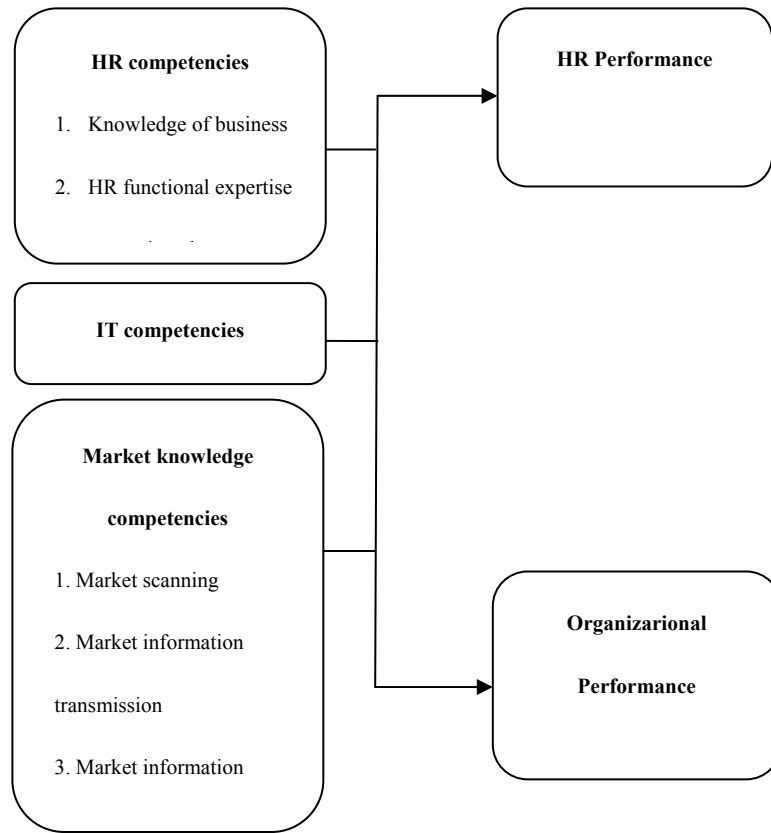 HR competencies
1. Knowledge of business
2. HR functional expertise
IT competencies
Market knowledge
competencies
1. Market scanning
2. Market information
transmission
3. Market information
HR Performance
Organizarional
Performance